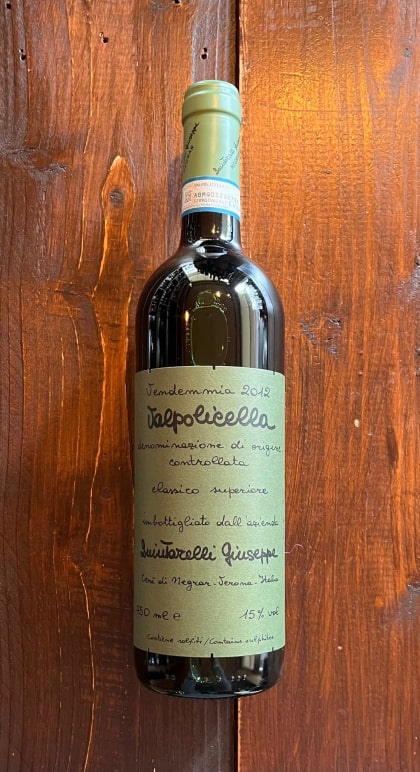 Vendemmia 2012
Valpolicella
denominazione di origine
controllata
classico superiore
imbottigliato dall'azienda
Quintarelli Giuseppe
Cerè di Negrar - Verona - Italia
750 ml e
15% vol
Contiene solfiti / Contains sulphites